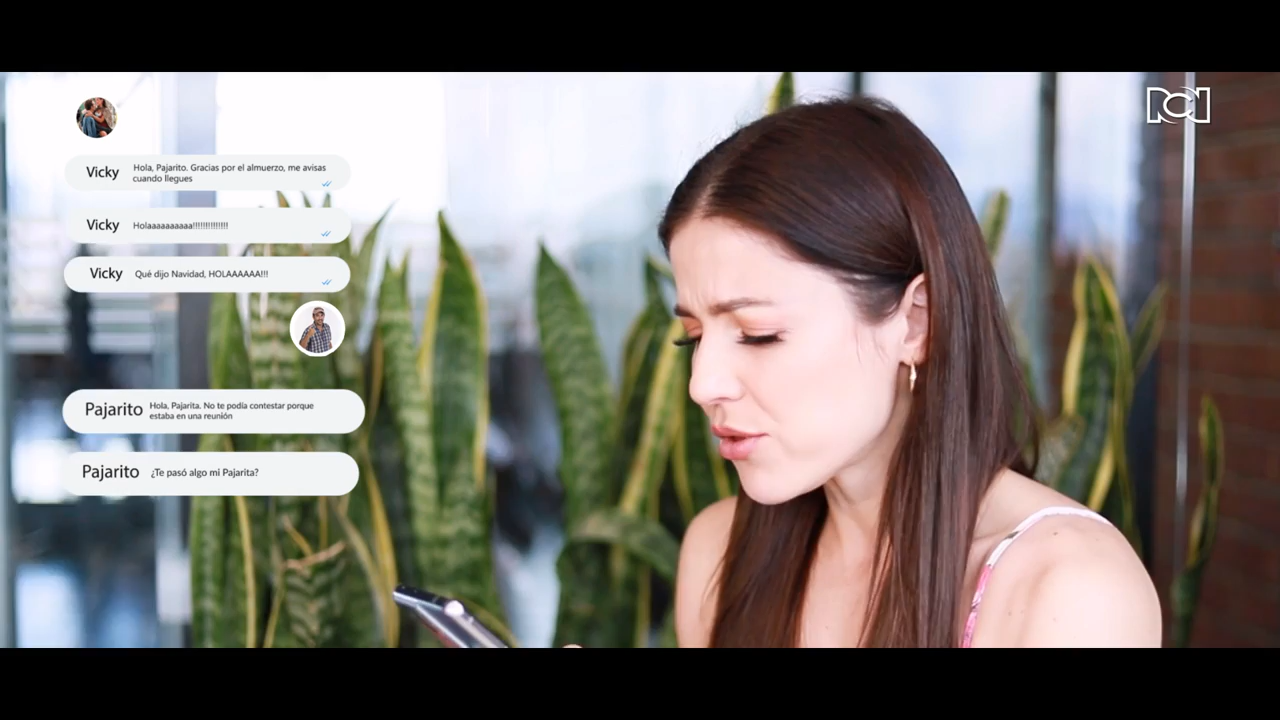 RCN
Vicky Hola, Pajarito. Gracias por el almuerzo, me avisas
cuando llegues
Vicky Holaaaaaaaaaa!!!!!!!!!!!!!!
Vicky Qué dijo Navidad, HOLAAAAAA!!!
Pajarito Hola, Pajarita. No te podía contestar porque
estaba en una reunión
Pajarito ¿Te pasó algo mi Pajarita?